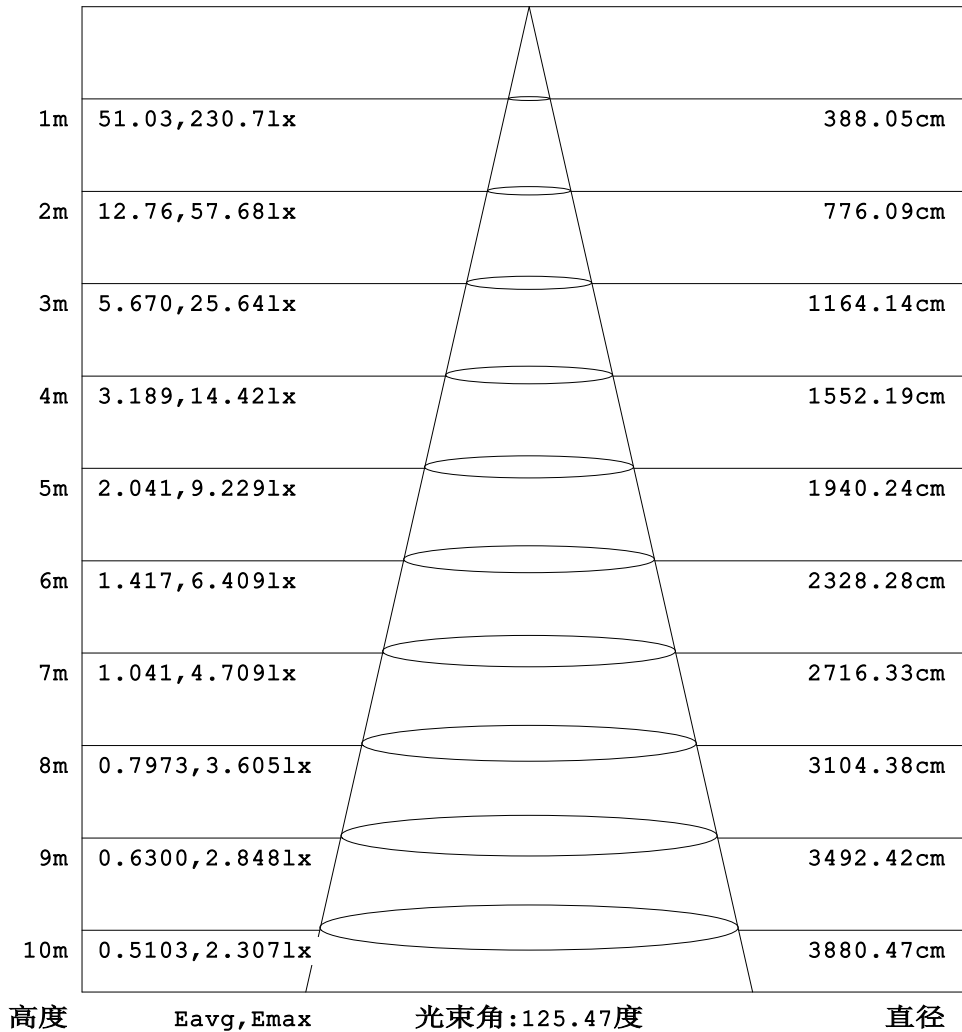 1m 51.03,230.7lx 388.05cm
2m 12.76,57.68lx 776.09cm
3m 5.670,25.64lx 1164.14cm
4m 3.189,14.42lx 1552.19cm
5m 2.041,9.229lx 1940.24cm
6m 1.417,6.409lx 2328.28cm
7m 1.041,4.709lx 2716.33cm
8m 0.7973,3.605lx 3104.38cm
9m 0.6300,2.848lx 3492.42cm
10m 0.5103,2.307lx 3880.47cm
高度 Eavg,Emax 光束角:125.47度 直径